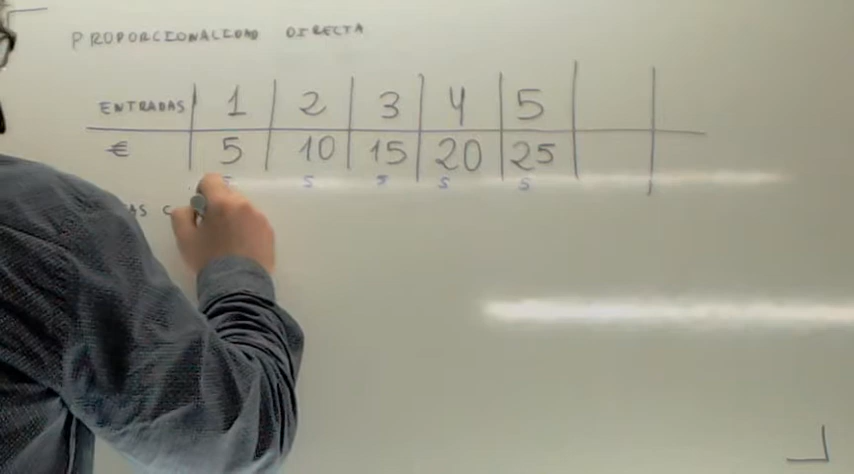 PROPORCIONALIDAD DIRECTA
ENTRADAS 1 2 3 4 5
€ 5 10 15 20 25
5 5 5 5 5